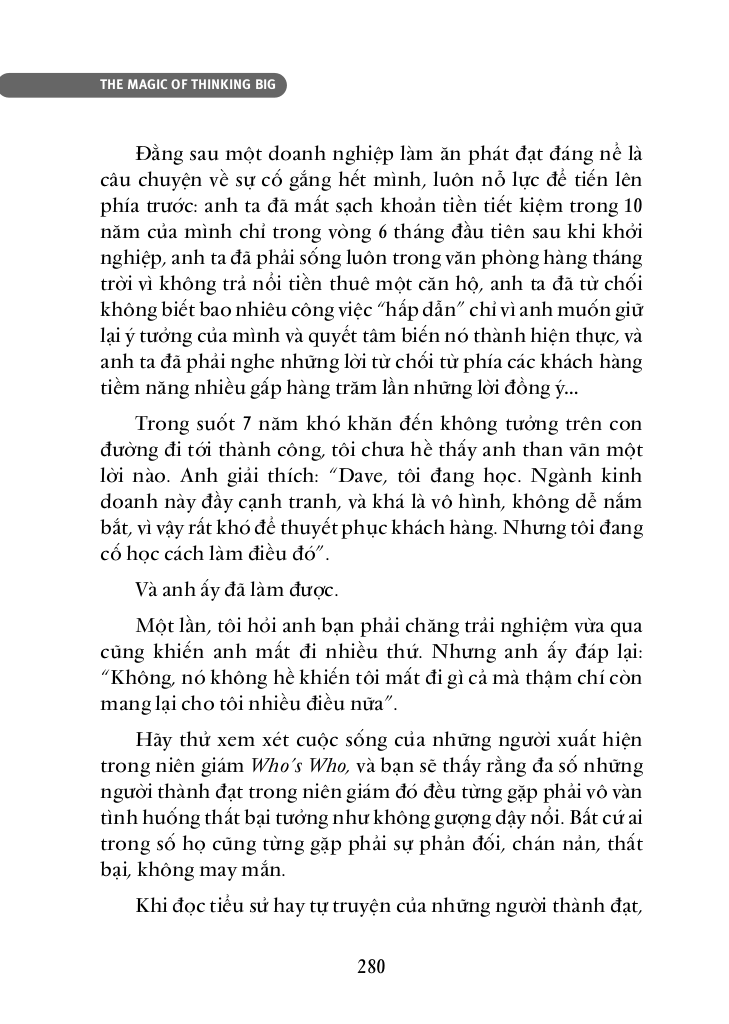 THE MAGIC OF THINKING BIG
Đằng sau một doanh nghiệp làm ăn phát đạt đáng nể là
câu chuyện về sự cố gắng hết mình, luôn nỗ lực để tiến lên
phía trước: anh ta đã mất sạch khoản tiền tiết kiệm trong 10
năm của mình chỉ trong vòng 6 tháng đầu tiên sau khi khởi
nghiệp, anh ta đã phải sống luôn trong văn phòng hàng tháng
trời vì không trả nổi tiền thuê một căn hộ, anh ta đã từ chối
không biết bao nhiêu công việc “hấp dẫn” chỉ vì anh muốn giữ
lại ý tưởng của mình và quyết tâm biến nó thành hiện thực, và
anh ta đã phải nghe những lời từ chối từ phía các khách hàng
tiềm năng nhiều gấp hàng trăm lần những lời đồng ý...
Trong suốt 7 năm khó khăn đến không tưởng trên con
đường đi tới thành công, tôi chưa hề thấy anh than vãn một
lời nào. Anh giải thích: “Dave, tôi đang học. Ngành kinh
doanh này đầy cạnh tranh, và khá là vô hình, không dễ nắm
bắt, vì vậy rất khó để thuyết phục khách hàng. Nhưng tôi đang
cố học cách làm điều đó”.
Và anh ấy đã làm được.
Một lần, tôi hỏi anh bạn phải chăng trải nghiệm vừa qua
cũng khiến anh mất đi nhiều thứ. Nhưng anh ấy đáp lại:
“Không, nó không hề khiến tôi mất đi gì cả mà thậm chí còn
mang lại cho tôi nhiều điều nữa”.
Hãy thử xem xét cuộc sống của những người xuất hiện
trong niên giám Who’s Who, và bạn sẽ thấy rằng đa số những
người thành đạt trong niên giám đó đều từng gặp phải vô vàn
tình huống thất bại tưởng như không gượng dậy nổi. Bất cứ ai
trong số họ cũng từng gặp phải sự phản đối, chán nản, thất
bại, không may mắn.
Khi đọc tiểu sử hay tự truyện của những người thành đạt,
280